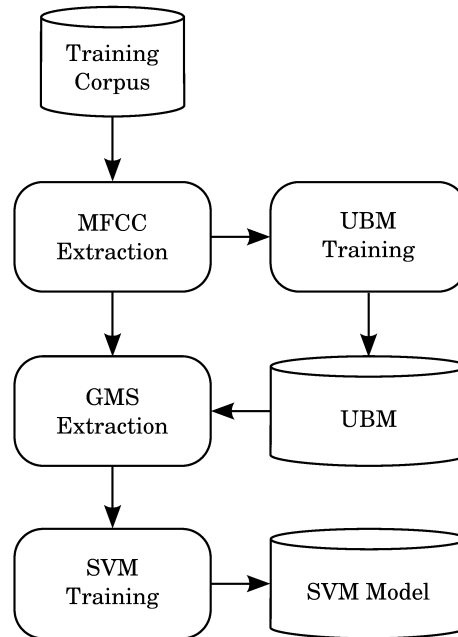 Training
Corpus
MFCC
Extraction
UBM
Training
GMS
Extraction
UBM
SVM
Training
SVM Model